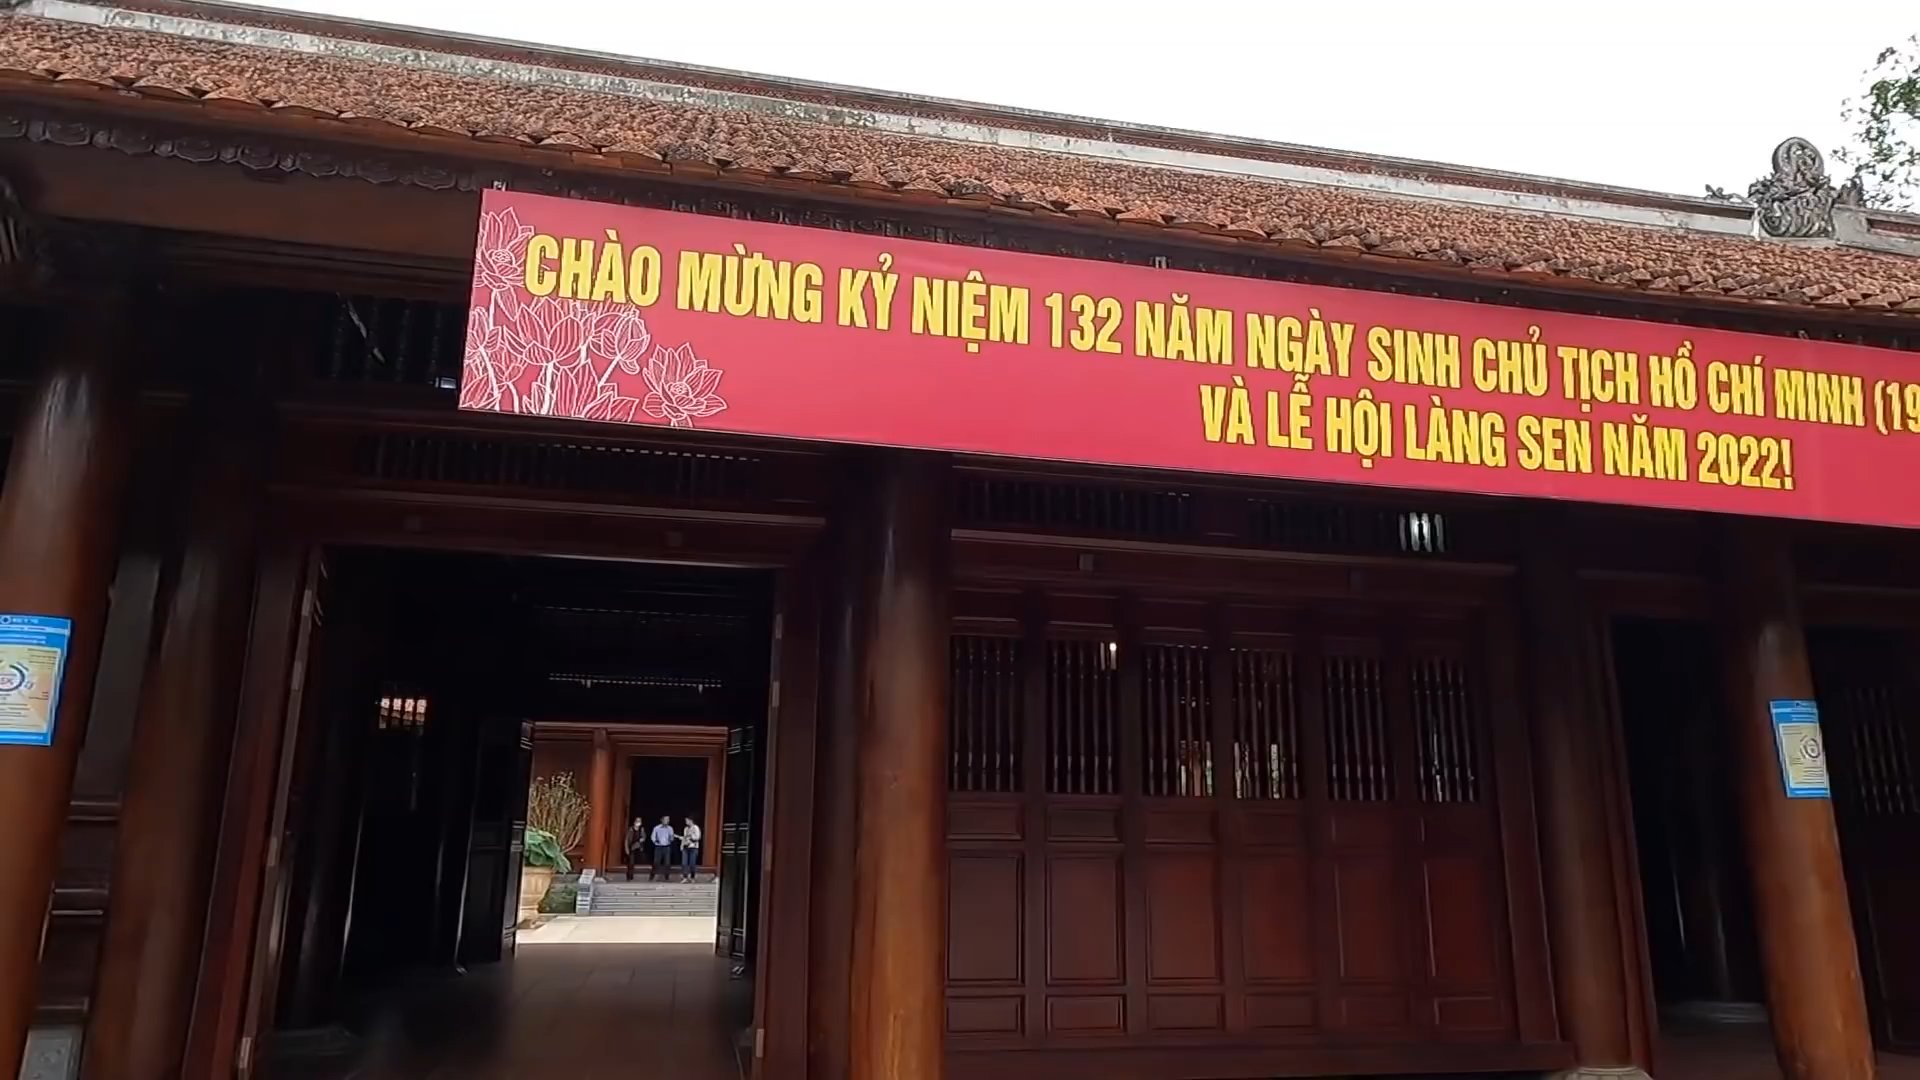 CHÀO MỪNG KỶ NIỆM 132 NĂM NGÀY SINH CHỦ TỊCH HỒ CHÍ MINH (19
VÀ LỄ HỘI LÀNG SEN NĂM 2022!